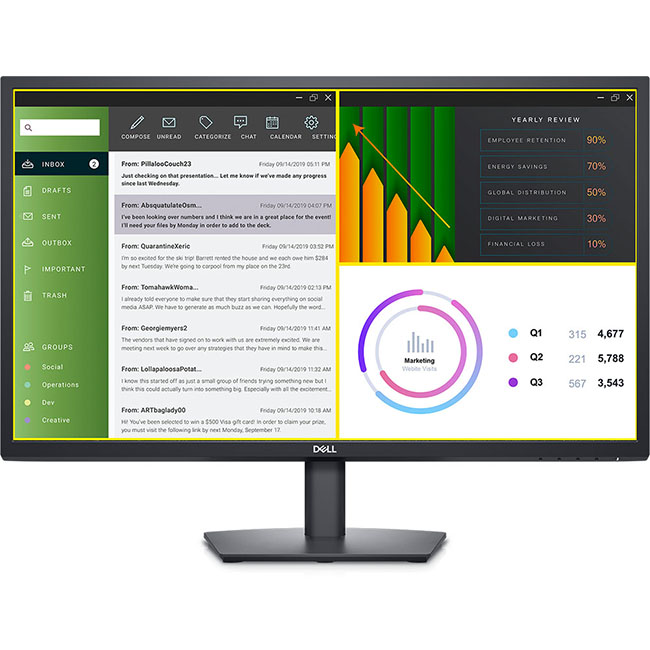 COMPOSE UNREAD CATEGORIZE CHAT CALENDAR SETTING
INBOX 2
DRAFTS
SENT
OUTBOX
IMPORTANT
TRASH
GROUPS
Social
Operations
Dev
Creative
From: PillalooCouch23 Friday 09/14/2019 05:11 PM
Just checking on that presentation... Let me know if we've made any progress
since last Wednesday.
From: AbsquatulateOsm... Friday 09/14/2019 04:07 PM
I've been looking over numbers and I think we are in a great place for the event!
I'll need your files by Monday in order to add to the deck.
From: QuarantineXeric Friday 09/14/2019 03:52 PM
I'm so excited for the ski trip! Barrett rented the house and we each owe him $284
by next Tuesday. We're going to carpool from my place on the 23rd.
From: TomahawkWoma... Friday 09/14/2019 02:13 PM
I already told everyone to make sure that they start sharing everything on social
media ASAP. We have to generate as much buzz as we can. Hopefully the word...
From: Georgiemyers2 Friday 09/14/2019 11:41 AM
The vendors that have signed on to work with us are extremely excited. We are
meeting next week to go over any strategies that they have in mind to make this...
From: LollapaloosaPotat... Friday 09/14/2019 11:32 AM
I know this started off as just a small group of friends trying something new but I
think this could actually turn into something big. Especially with all the excitement...
From: ARTbaglady00 Friday 09/14/2019 10:18 AM
Hi! You've been selected to win a $500 Visa gift card! In order to claim your prize,
you must visit the following link by next Monday, September 17.
YEARLY REVIEW
EMPLOYEE RETENTION 90%
ENERGY SAVINGS 70%
GLOBAL DISTRIBUTION 50%
DIGITAL MARKETING 30%
FINANCIAL LOSS 10%
Marketing
Website Visits
Q1 315 4,677
Q2 221 5,788
Q3 567 3,543
DELL